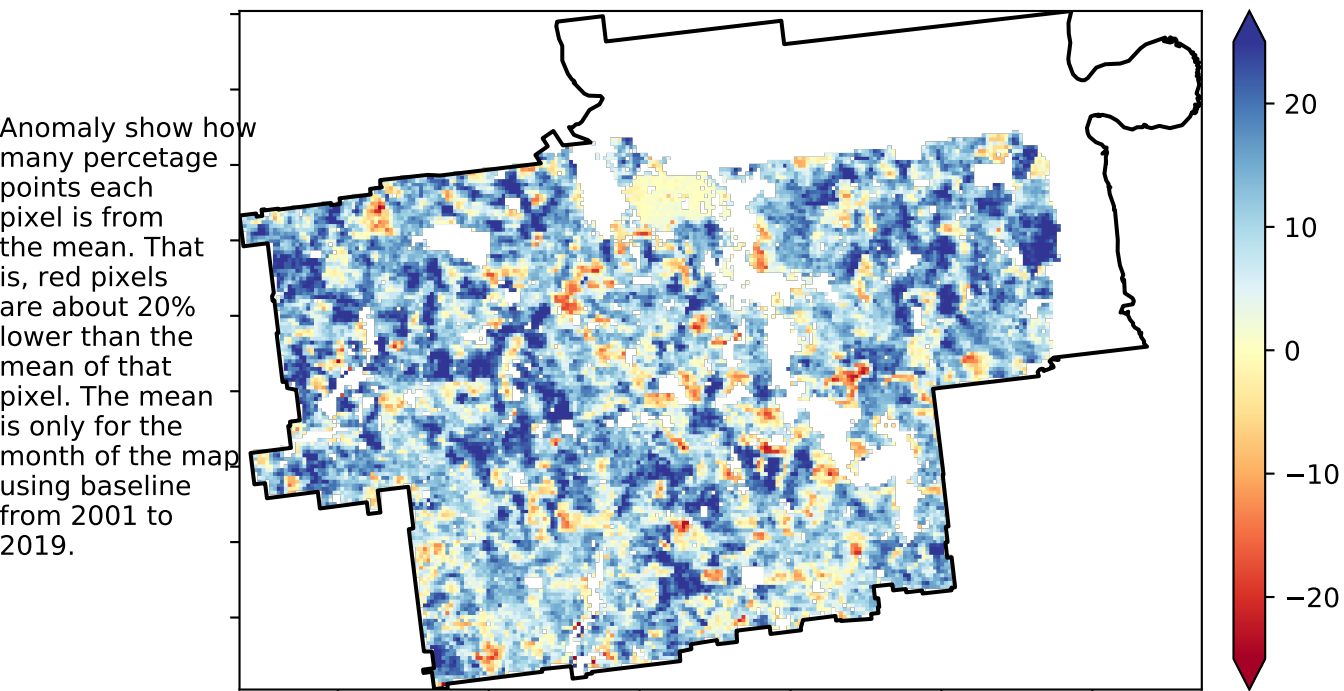 Anomaly show how
many percetage
points each
pixel is from
the mean. That
is, red pixels
are about 20%
lower than the
mean of that
pixel. The mean
is only for the
month of the map
using baseline
from 2001 to
2019.
20
10
0
−10
−20